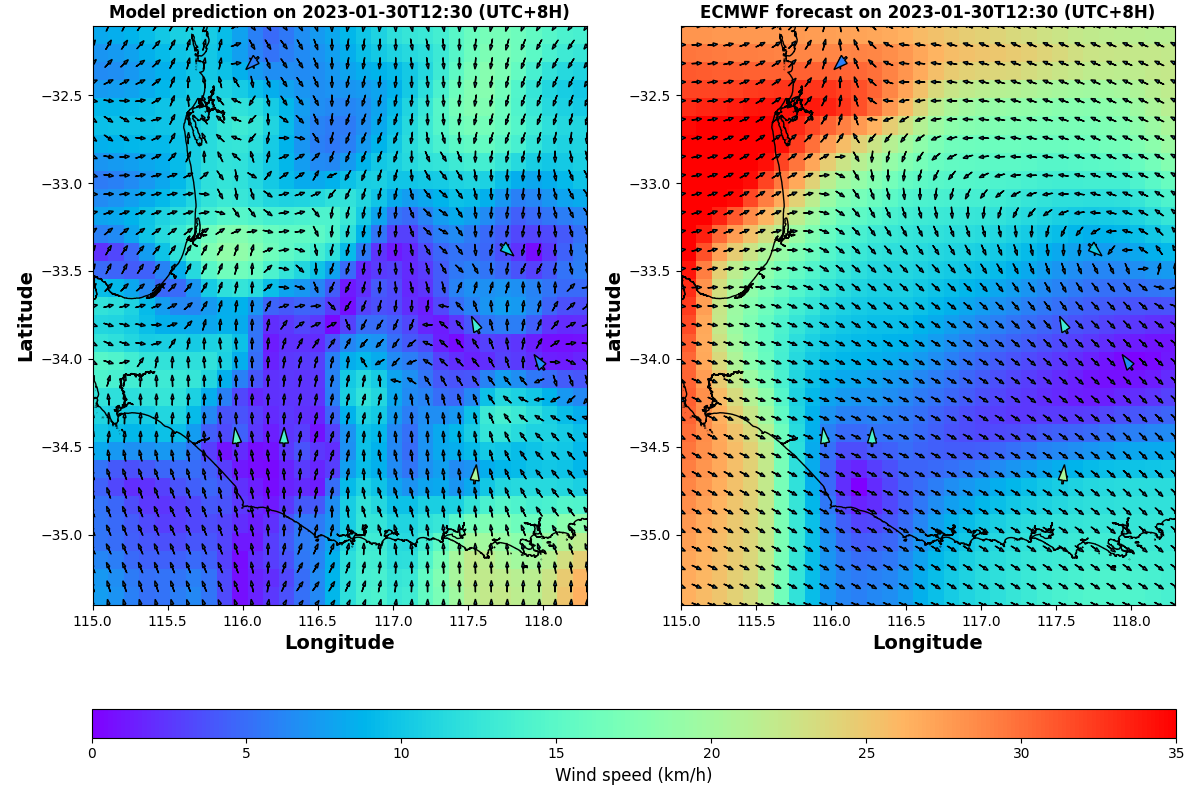 Model prediction on 2023-01-30T12:30 (UTC+8H)
ECMWF forecast on 2023-01-30T12:30 (UTC+8H)
Latitude
−32.5
−33.0
−33.5
−34.0
−34.5
−35.0
115.0 115.5 116.0 116.5 117.0 117.5 118.0
Longitude
Latitude
−32.5
−33.0
−33.5
−34.0
−34.5
−35.0
115.0 115.5 116.0 116.5 117.0 117.5 118.0
Longitude
0 5 10 15 20 25 30 35
Wind speed (km/h)